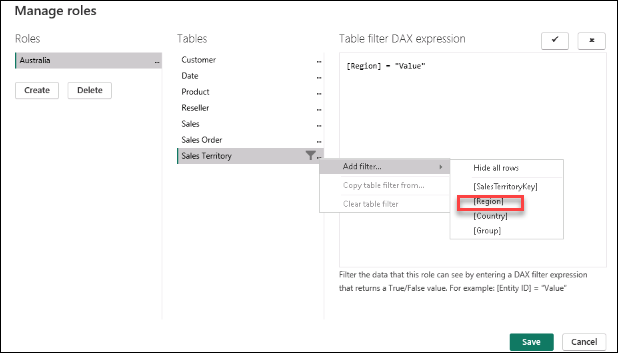 Manage roles
Roles
Australia
Create Delete
Tables
Customer
Date
Product
Reseller
Sales
Sales Order
Sales Territory
Table filter DAX expression
[Region] = "Value"
Add filter...
Copy table filter from...
Clear table filter
Hide all rows
[SalesTerritoryKey]
[Region]
[Country]
[Group]
Filter the data that this role can see by entering a DAX filter expression
that returns a True/False value. For example: [Entity ID] = "Value"
Save Cancel